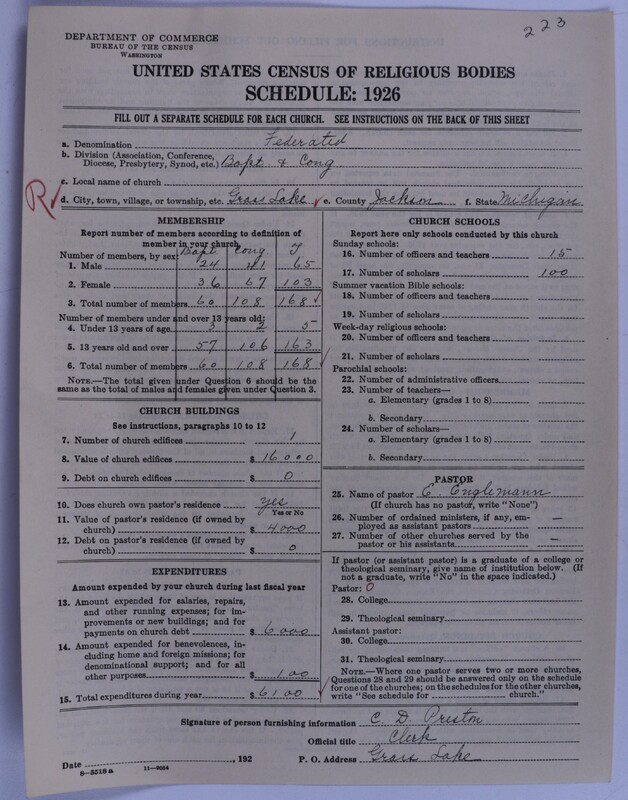 223
DEPARTMENT OF COMMERCE
BUREAU OF THE CENSUS
WASHINGTON
UNITED STATES CENSUS OF RELIGIOUS BODIES
SCHEDULE: 1926
FILL OUT A SEPARATE SCHEDULE FOR EACH CHURCH. SEE INSTRUCTIONS ON THE BACK OF THIS SHEET
a. Denomination Federated
b. Division (Association, Conference, Diocese, Presbytery, Synod, etc.) Bapt & Cong
c. Local name of church
R d. City, town, village, or township, etc. Grass Lake e. County Jackson f. State Michigan
MEMBERSHIP
Report number of members according to definition of member in your church
Number of members, by sex: Bapt. Cong. T
1. Male 24 41 65
2. Female 36 67 103
3. Total number of members 60 108 168
Number of members under and over 13 years old:
4. Under 13 years of age 3 2 5
5. 13 years old and over 57 106 163
6. Total number of members 60 108 168
NOTE.—The total given under Question 6 should be the
same as the total of males and females given under Question 3.
CHURCH BUILDINGS
See instructions, paragraphs 10 to 12
7. Number of church edifices 1
8. Value of church edifices $ 16000
9. Debt on church edifices $ 0
10. Does church own pastor's residence yes
Yes or No
11. Value of pastor's residence (if owned by
church) $ 4000
12. Debt on pastor's residence (if owned by
church) $ 0
EXPENDITURES
Amount expended by your church during last fiscal year
13. Amount expended for salaries, repairs,
and other running expenses; for im-
provements or new buildings; and for
payments on church debt $ 6000
14. Amount expended for benevolences, in-
cluding home and foreign missions; for
denominational support; and for all
other purposes 100
15. Total expenditures during year $ 6100
CHURCH SCHOOLS
Report here only schools conducted by this church
Sunday schools:
16. Number of officers and teachers 15
17. Number of scholars 100
Summer vacation Bible schools:
18. Number of officers and teachers
19. Number of scholars
Week-day religious schools:
20. Number of officers and teachers
21. Number of scholars
Parochial schools:
22. Number of administrative officers
23. Number of teachers—
a. Elementary (grades 1 to 8)
b. Secondary
24. Number of scholars—
a. Elementary (grades 1 to 8)
b. Secondary
PASTOR
25. Name of pastor C. Englemann
(If church has no pastor, write "None")
26. Number of ordained ministers, if any, em-
ployed as assistant pastors —
27. Number of other churches served by the
pastor or his assistants —
If pastor (or assistant pastor) is a graduate of a college or
theological seminary, give name of institution below. (If
not a graduate, write "No" in the space indicated.)
Pastor: 0
28. College
29. Theological seminary
Assistant pastor:
30. College
31. Theological seminary
NOTE.—Where one pastor serves two or more churches,
Questions 28 and 29 should be answered only on the schedule
for one of the churches; on the schedules for the other churches,
write "See schedule for church."
Signature of person furnishing information C. D. Preston
Official title Clerk
Date , 192 P. O. Address Grass Lake
8—5518a 11—9024